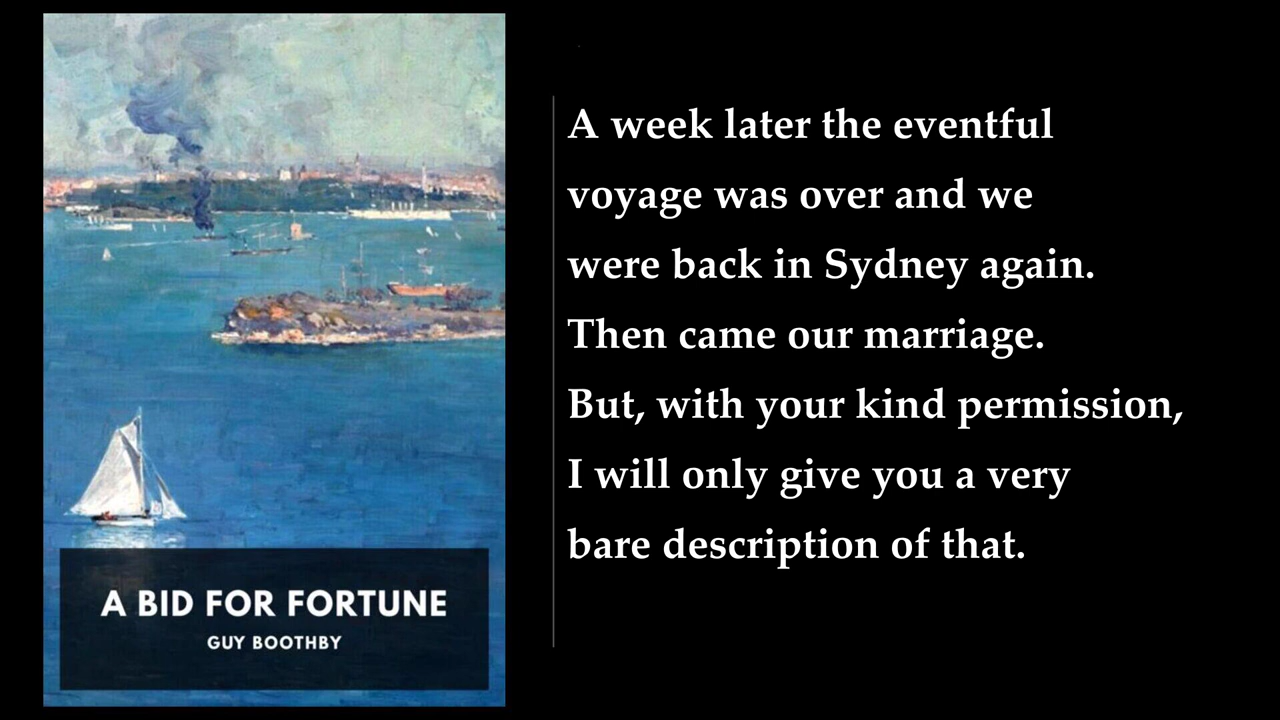 A BID FOR FORTUNE
GUY BOOTHBY
A week later the eventful
voyage was over and we
were back in Sydney again.
Then came our marriage.
But, with your kind permission,
I will only give you a very
bare description of that.